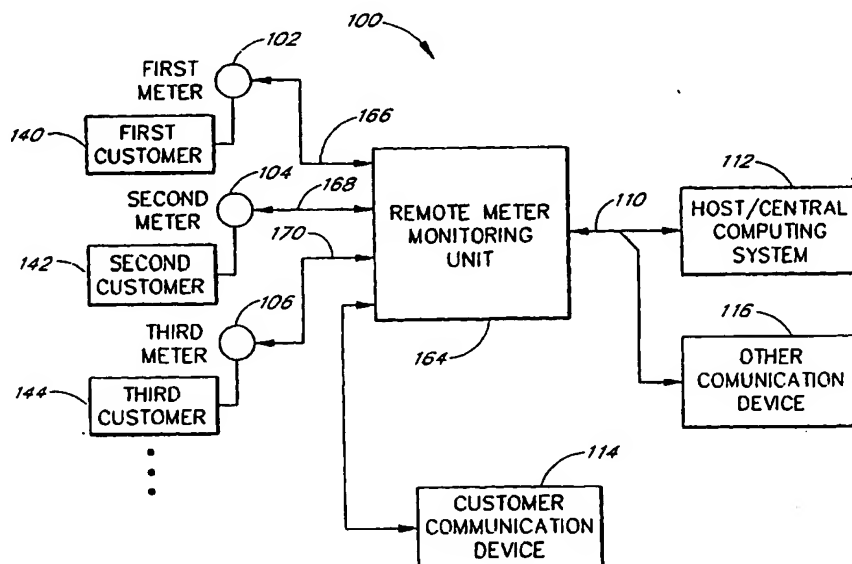 100
102
FIRST
METER
140
FIRST
CUSTOMER
166
104
SECOND
METER
168
142
SECOND
CUSTOMER
170
106
THIRD
METER
144
THIRD
CUSTOMER
REMOTE METER
MONITORING
UNIT
164
110
112
HOST/CENTRAL
COMPUTING
SYSTEM
116
OTHER
COMUNICATION
DEVICE
114
CUSTOMER
COMMUNICATION
DEVICE